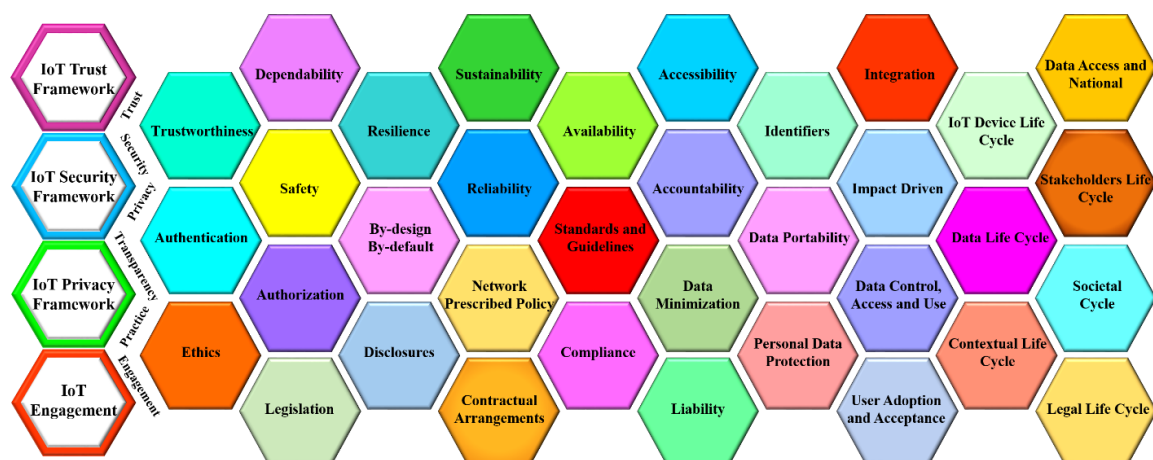 IoT Trust
Framework
IoT Security
Framework
IoT Privacy
Framework
IoT
Engagement
Trust
Security
Privacy
Transparency
Practice
Engagement
Trustworthiness
Authentication
Ethics
Dependability
Safety
Authorization
Legislation
Resilience
By-design
By-default
Disclosures
Sustainability
Reliability
Network
Prescribed Policy
Contractual
Arrangements
Availability
Standards and
Guidelines
Compliance
Accessibility
Accountability
Data
Minimization
Liability
Identifiers
Data Portability
Personal Data
Protection
Integration
Impact Driven
Data Control,
Access and Use
User Adoption
and Acceptance
IoT Device Life
Cycle
Data Life Cycle
Contextual Life
Cycle
Data Access and
National
Stakeholders Life
Cycle
Societal
Cycle
Legal Life Cycle